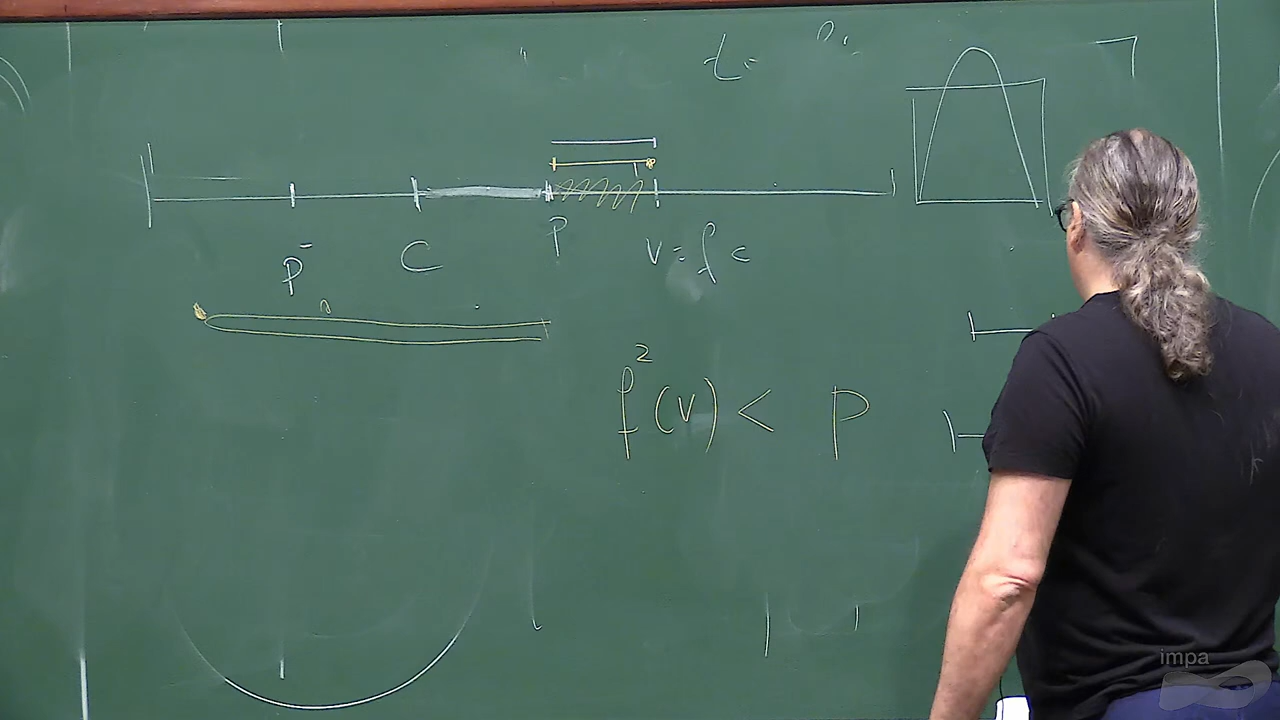 t =
p̄ C P v = f c
f²(v) < P
impa